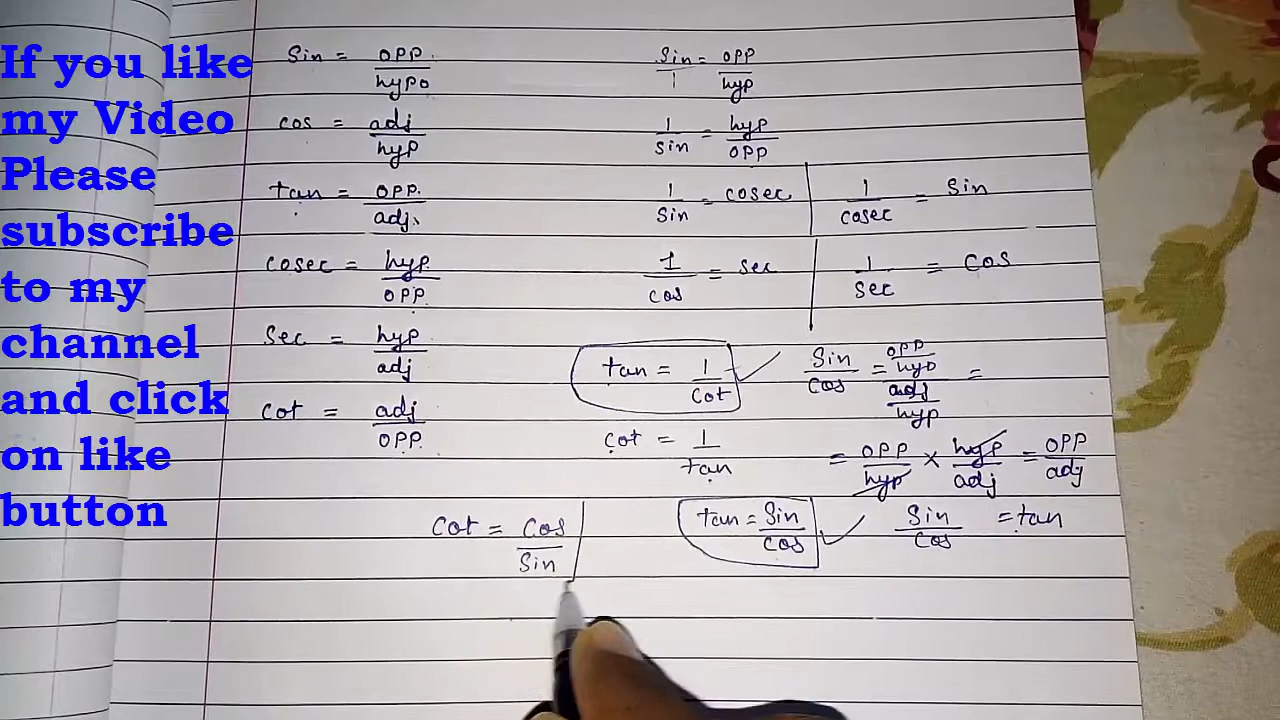 If you like
my Video
Please
subscribe
to my
channel
and click
on like
button
Sin = OPP. / hypo
cos = adj / hyp
tan = OPP. / adj.
cosec = hyp. / OPP.
Sec = hyp / adj
cot = adj / OPP.
Sin / 1 = OPP / hyp
1 / sin = hyp / OPP
1 / sin = cosec | 1 / cosec = Sin
1 / cos = sec | 1 / sec = cos
tan = 1 / cot ✓
Sin / cos = OPP / hyp / adj / hyp =
cot = 1 / tan
= OPP / hyp × hyp / adj = OPP / adj
cot = cos / sin
tan = Sin / cos ✓
Sin / cos = tan